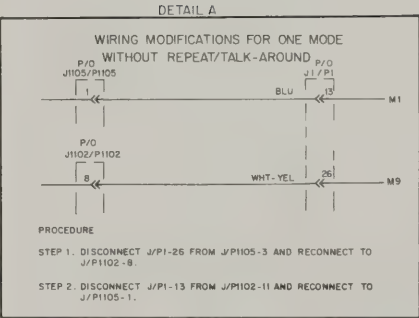 DETAIL A
WIRING MODIFICATIONS FOR ONE MODE
WITHOUT REPEAT/TALK-AROUND
P/O
J1105/P1105
P/O
J1/P1
1
BLU
13
M1
P/O
J1102/P1102
8
WHT-YEL
26
M9
PROCEDURE
STEP 1. DISCONNECT J/P1-26 FROM J/P1105-3 AND RECONNECT TO
J/P1102-8.
STEP 2. DISCONNECT J/P1-13 FROM J/P1102-11 AND RECONNECT TO
J/P1105-1.